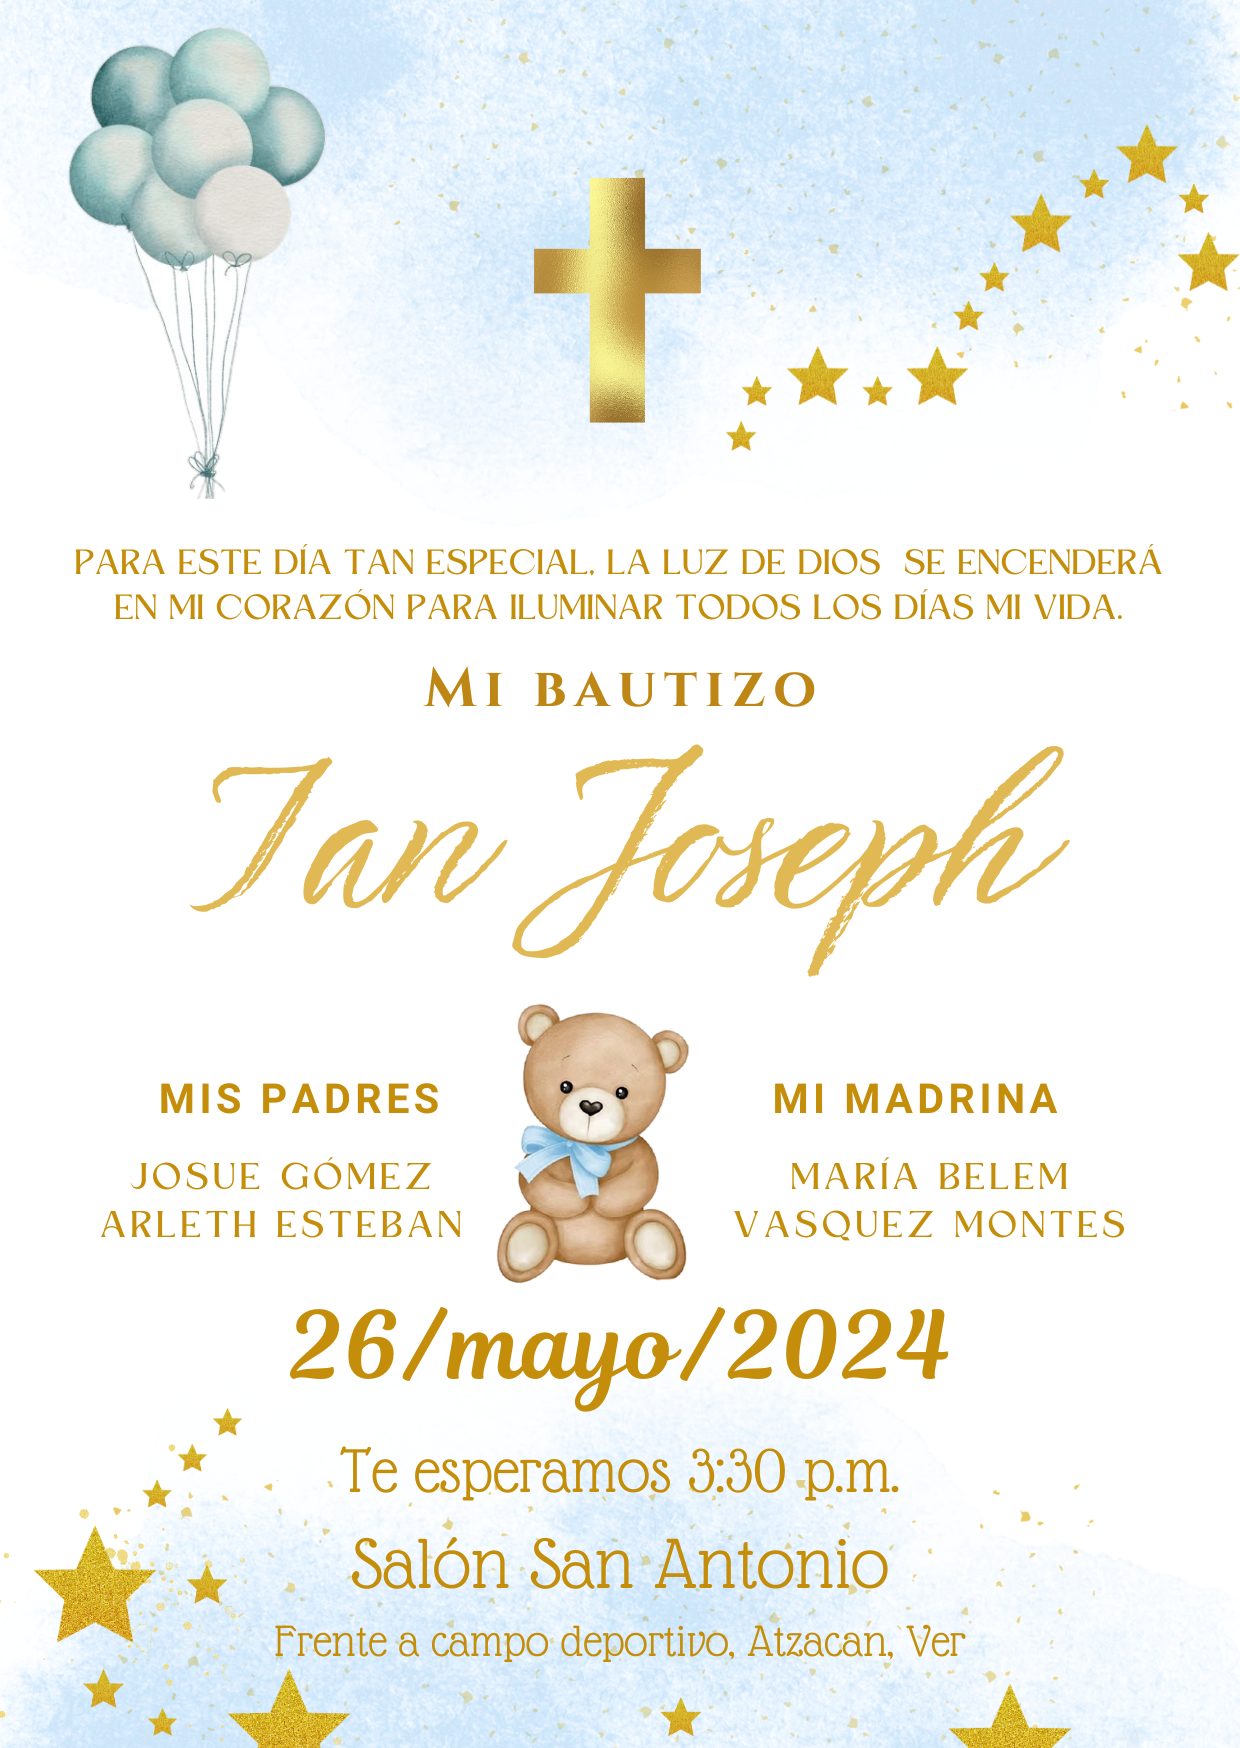 PARA ESTE DÍA TAN ESPECIAL, LA LUZ DE DIOS SE ENCENDERÁ
EN MI CORAZÓN PARA ILUMINAR TODOS LOS DÍAS MI VIDA.
MI BAUTIZO
Ian Joseph
MIS PADRES
JOSUE GÓMEZ
ARLETH ESTEBAN
MI MADRINA
MARÍA BELEM
VASQUEZ MONTES
26/mayo/2024
Te esperamos 3:30 p.m.
Salón San Antonio
Frente a campo deportivo, Atzacan, Ver